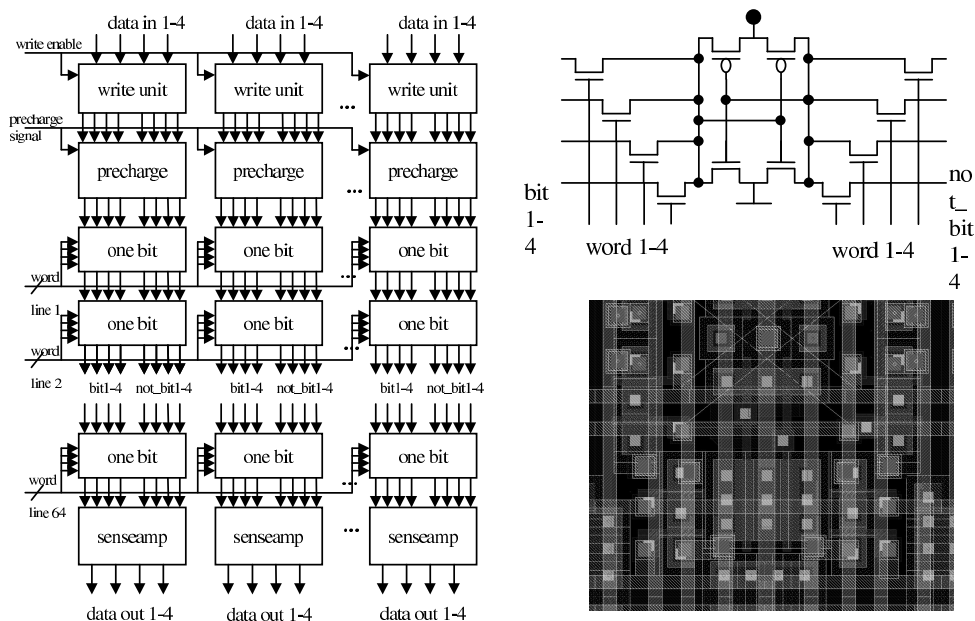 data in 1-4 data in 1-4 data in 1-4
write enable
write unit write unit ... write unit
precharge
signal
precharge precharge ... precharge
one bit one bit ... one bit
word
line 1
one bit one bit ... one bit
word
line 2
bit1-4 not_bit1-4 bit1-4 not_bit1-4 bit1-4 not_bit1-4
one bit one bit one bit
word
line 64
...
senseamp senseamp ... senseamp
data out 1-4 data out 1-4 data out 1-4
bit
1-
4
word 1-4 word 1-4
no
t_
bit
1-
4